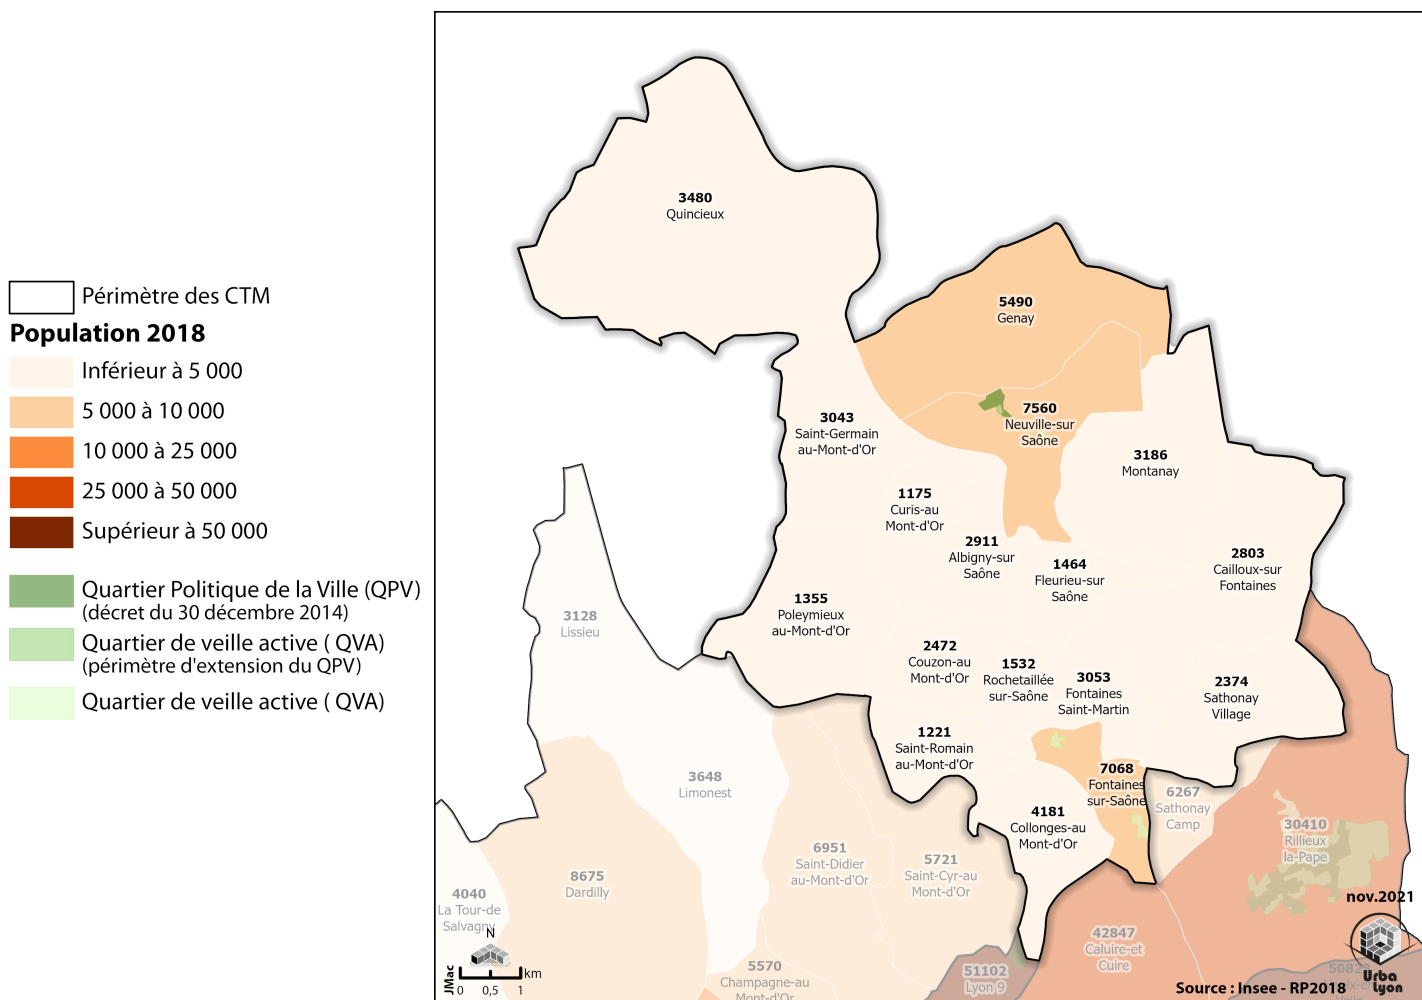 Périmètre des CTM
Population 2018
Inférieur à 5 000
5 000 à 10 000
10 000 à 25 000
25 000 à 50 000
Supérieur à 50 000
Quartier Politique de la Ville (QPV)
(décret du 30 décembre 2014)
Quartier de veille active ( QVA)
(périmètre d'extension du QPV)
Quartier de veille active ( QVA)
3480
Quincieux
5490
Genay
7560
Neuville-sur
Saône
3043
Saint-Germain
au-Mont-d'Or
3186
Montanay
1175
Curis-au
Mont-d'Or
2911
Albigny-sur
Saône
1464
Fleurieu-sur
Saône
2803
Cailloux-sur
Fontaines
1355
Poleymieux
au-Mont-d'Or
3128
Lissieu
2472
Couzon-au
Mont-d'Or
1532
Rochetaillée
sur-Saône
3053
Fontaines
Saint-Martin
2374
Sathonay
Village
1221
Saint-Romain
au-Mont-d'Or
3648
Limonest
7068
Fontaines
sur-Saône
6267
Sathonay
Camp
4181
Collonges-au
Mont-d'Or
30410
Rillieux
la-Pape
6951
Saint-Didier
au-Mont-d'Or
5721
Saint-Cyr-au
Mont-d'Or
8675
Dardilly
4040
La Tour-de
Salvagny
42847
Caluire-et
Cuire
5570
Champagne-au
Mont-d'Or
51102
Lyon 9
nov.2021
Urba
Lyon
N
km
0 0,5 1
JMac
Source : Insee - RP2018